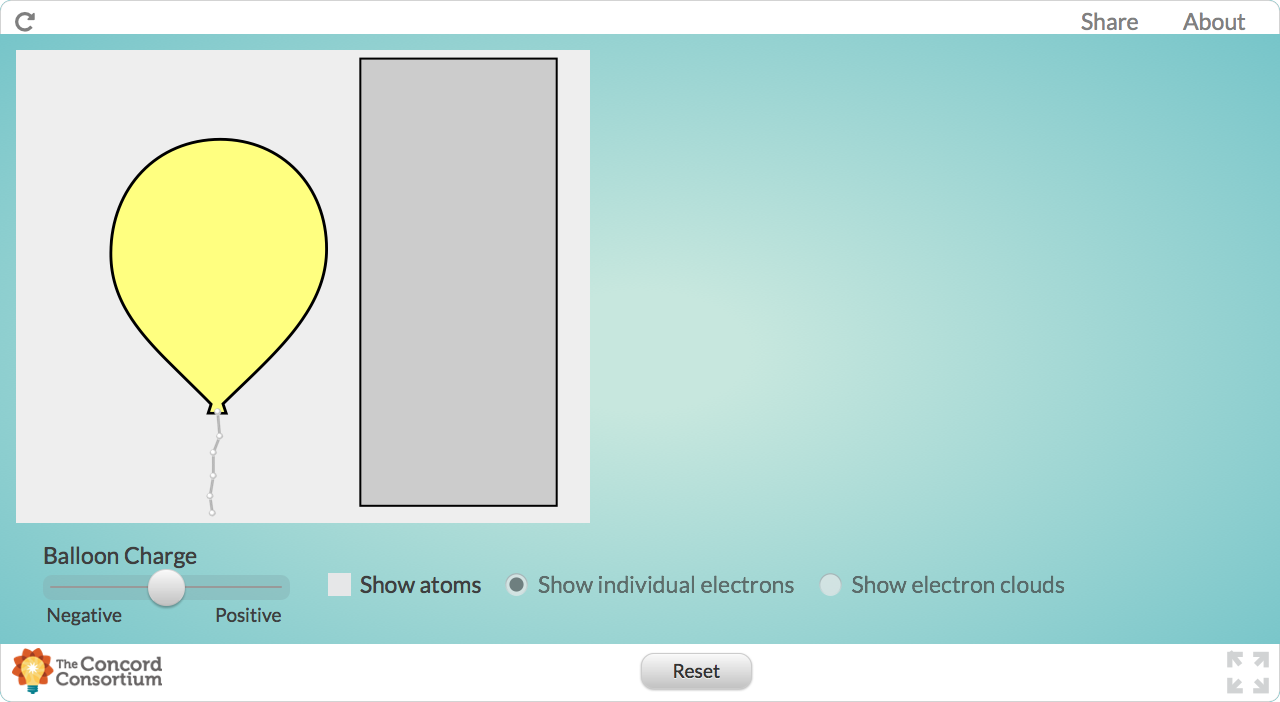 Share About
Balloon Charge
Negative Positive
Show atoms Show individual electrons Show electron clouds
The Concord
Consortium
Reset